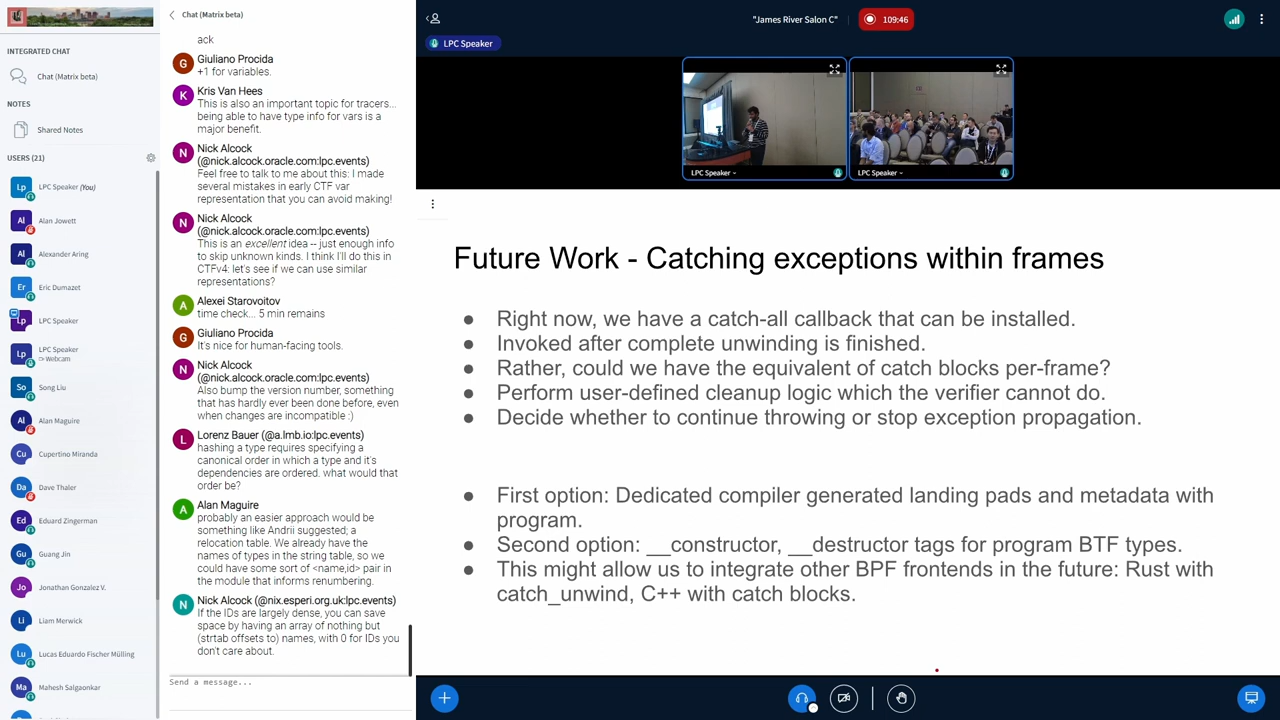 INTEGRATED CHAT
Chat (Matrix beta)
NOTES
Shared Notes
USERS (21)
Lp LPC Speaker (You)
Al Alan Jowett
Al Alexander Aring
Er Eric Dumazet
Lp LPC Speaker
Lp LPC Speaker
Webcam
So Song Liu
Al Alan Maguire
Cu Cupertino Miranda
Da Dave Thaler
Ed Eduard Zingerman
Gu Guang Jin
Jo Jonathan Gonzalez V.
Li Liam Merwick
Lu Lucas Eduardo Fischer Mülling
Ma Mahesh Salgaonkar
Chat (Matrix beta)
ack
G Giuliano Procida
+1 for variables.
K Kris Van Hees
This is also an important topic for tracers...
being able to have type info for vars is a
major benefit.
N Nick Alcock
(@nick.alcock.oracle.com:lpc.events)
Feel free to talk to me about this: I made
several mistakes in early CTF var
representation that you can avoid making!
N Nick Alcock
(@nick.alcock.oracle.com:lpc.events)
This is an excellent idea -- just enough info
to skip unknown kinds. I think I'll do this in
CTFv4: let's see if we can use similar
representations?
A Alexei Starovoitov
time check... 5 min remains
G Giuliano Procida
It's nice for human-facing tools.
N Nick Alcock
(@nick.alcock.oracle.com:lpc.events)
Also bump the version number, something
that has hardly ever been done before, even
when changes are incompatible :)
L Lorenz Bauer (@a.lmb.io:lpc.events)
hashing a type requires specifying a
canonical order in which a type and it's
dependencies are ordered. what would that
order be?
A Alan Maguire
probably an easier approach would be
something like Andrii suggested; a
relocation table. We already have the
names of types in the string table, so we
could have some sort of <name,id> pair in
the module that informs renumbering.
N Nick Alcock (@nix.esperi.org.uk:lpc.events)
If the IDs are largely dense, you can save
space by having an array of nothing but
(strtab offsets to) names, with 0 for IDs you
don't care about.
Send a message...
"James River Salon C"
109:46
LPC Speaker
LPC Speaker
LPC Speaker
Future Work - Catching exceptions within frames
● Right now, we have a catch-all callback that can be installed.
● Invoked after complete unwinding is finished.
● Rather, could we have the equivalent of catch blocks per-frame?
● Perform user-defined cleanup logic which the verifier cannot do.
● Decide whether to continue throwing or stop exception propagation.
● First option: Dedicated compiler generated landing pads and metadata with
program.
● Second option: __constructor, __destructor tags for program BTF types.
● This might allow us to integrate other BPF frontends in the future: Rust with
catch_unwind, C++ with catch blocks.